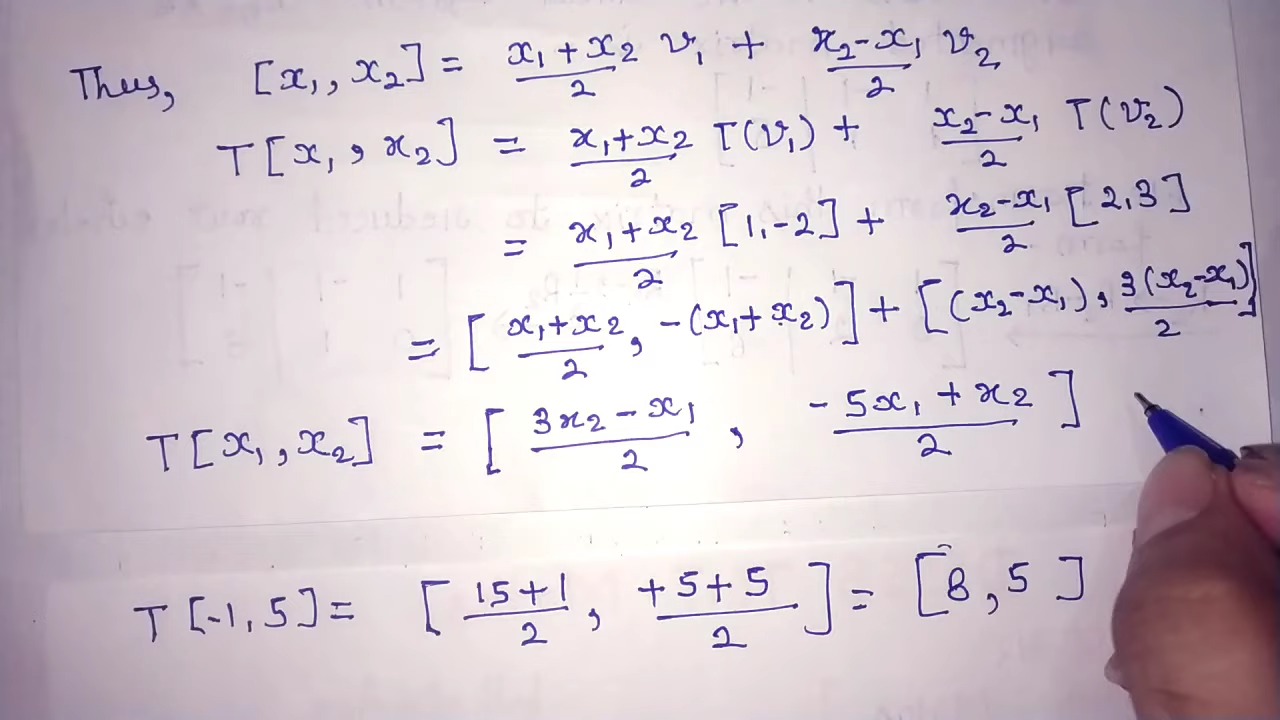 Thus, [x₁, x₂] = (x₁+x₂)/2 v₁ + (x₂-x₁)/2 v₂
T[x₁, x₂] = (x₁+x₂)/2 T(v₁) + (x₂-x₁)/2 T(v₂)
= (x₁+x₂)/2 [1,-2] + (x₂-x₁)/2 [2,3]
= [(x₁+x₂)/2, -(x₁+x₂)] + [(x₂-x₁), 3(x₂-x₁)/2]
T[x₁, x₂] = [(3x₂-x₁)/2, (-5x₁+x₂)/2]
T[-1,5] = [(15+1)/2, (+5+5)/2] = [8,5]